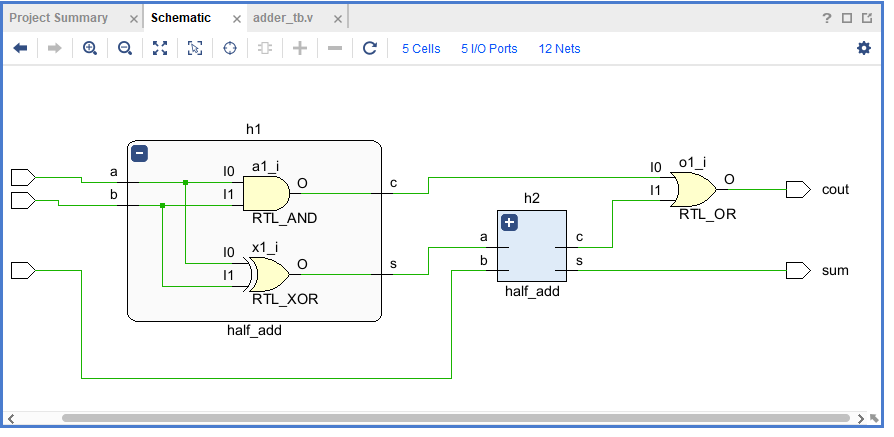 Project Summary × Schematic × adder_tb.v ×
?
5 Cells 5 I/O Ports 12 Nets
h1
a b
I0 I1
a1_i
O
RTL_AND
c
I0 I1
x1_i
O
RTL_XOR
s
half_add
h2
a b
c s
half_add
I0 I1
o1_i
O
RTL_OR
cout
sum